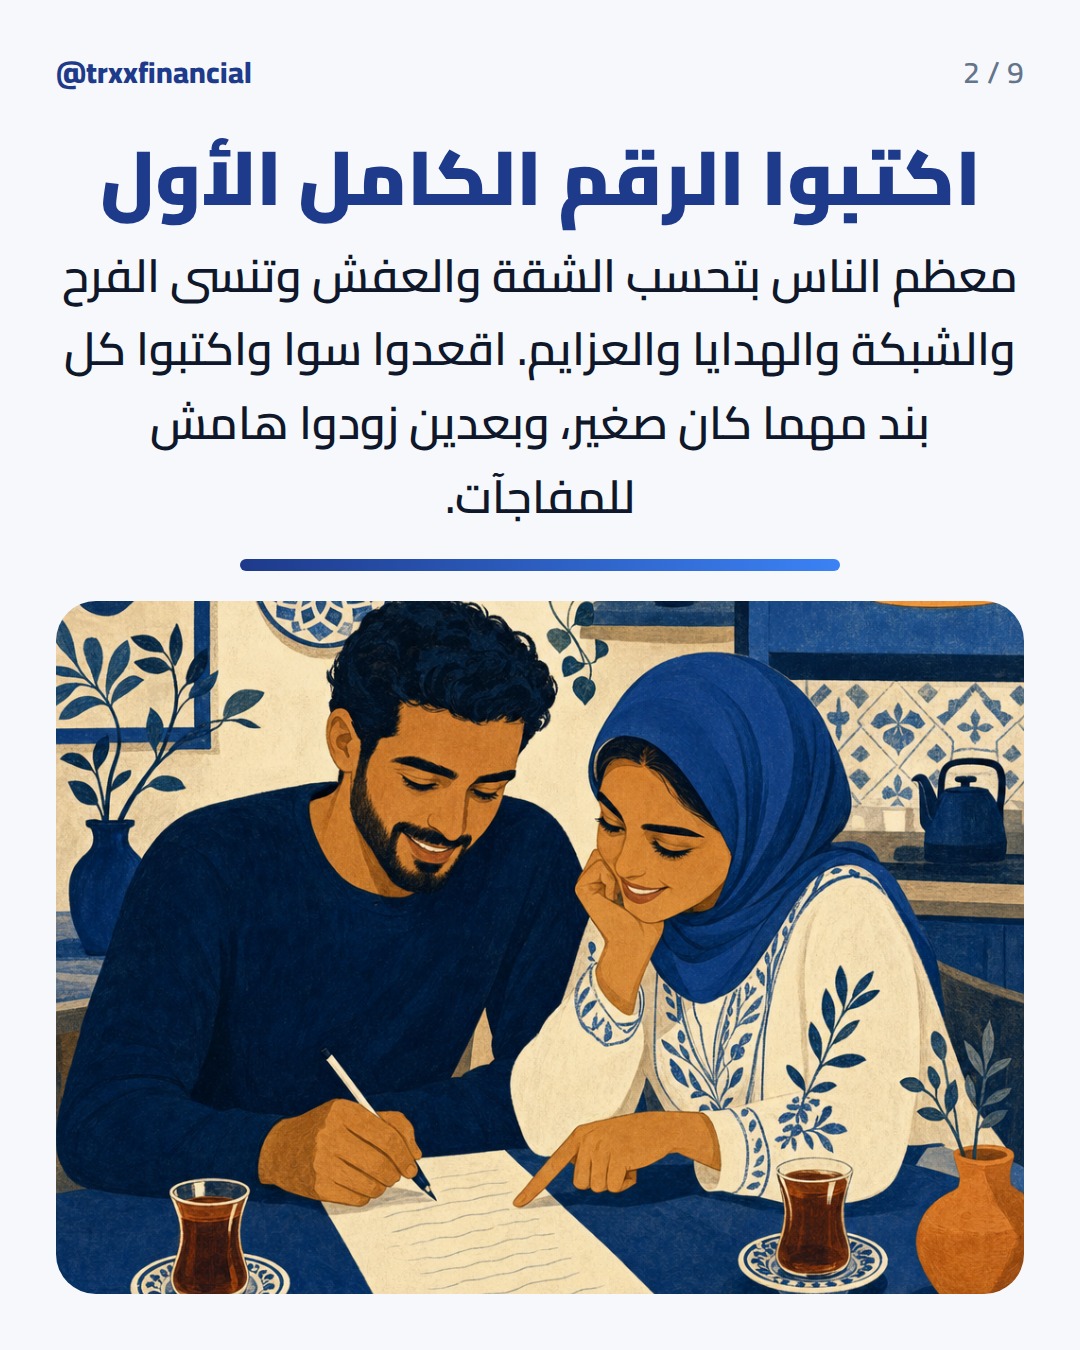 @trxxfinancial
2 / 9
اكتبوا الرقم الكامل الأول
معظم الناس بتحسب الشقة والعفش وتنسى الفرح
والشبكة والهدايا والعزايم. اقعدوا سوا واكتبوا كل
بند مهما كان صغير، وبعدين زودوا هامش
للمفاجآت.